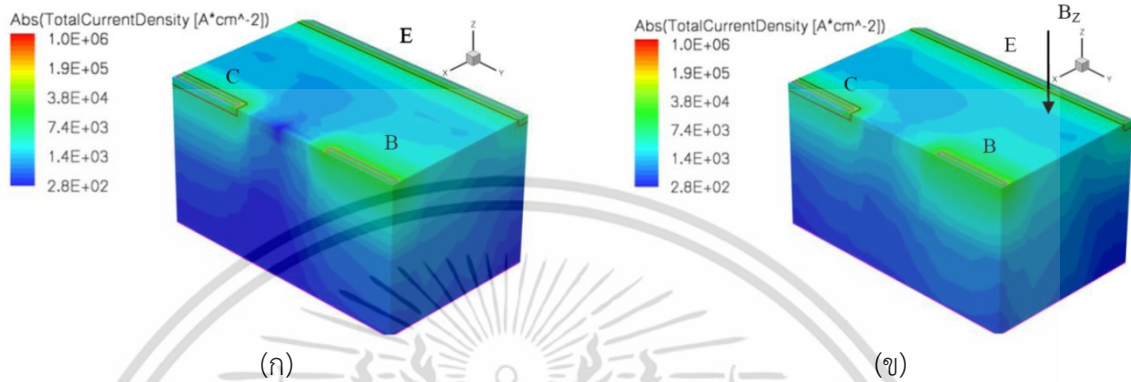 Abs(TotalCurrentDensity [A*cm^-2])
1.0E+06
1.9E+05
3.8E+04
7.4E+03
1.4E+03
2.8E+02
C
E
B
X
Y
Z
(ก)
Abs(TotalCurrentDensity [A*cm^-2])
1.0E+06
1.9E+05
3.8E+04
7.4E+03
1.4E+03
2.8E+02
C
E
B
BZ
X
Y
Z
(ข)